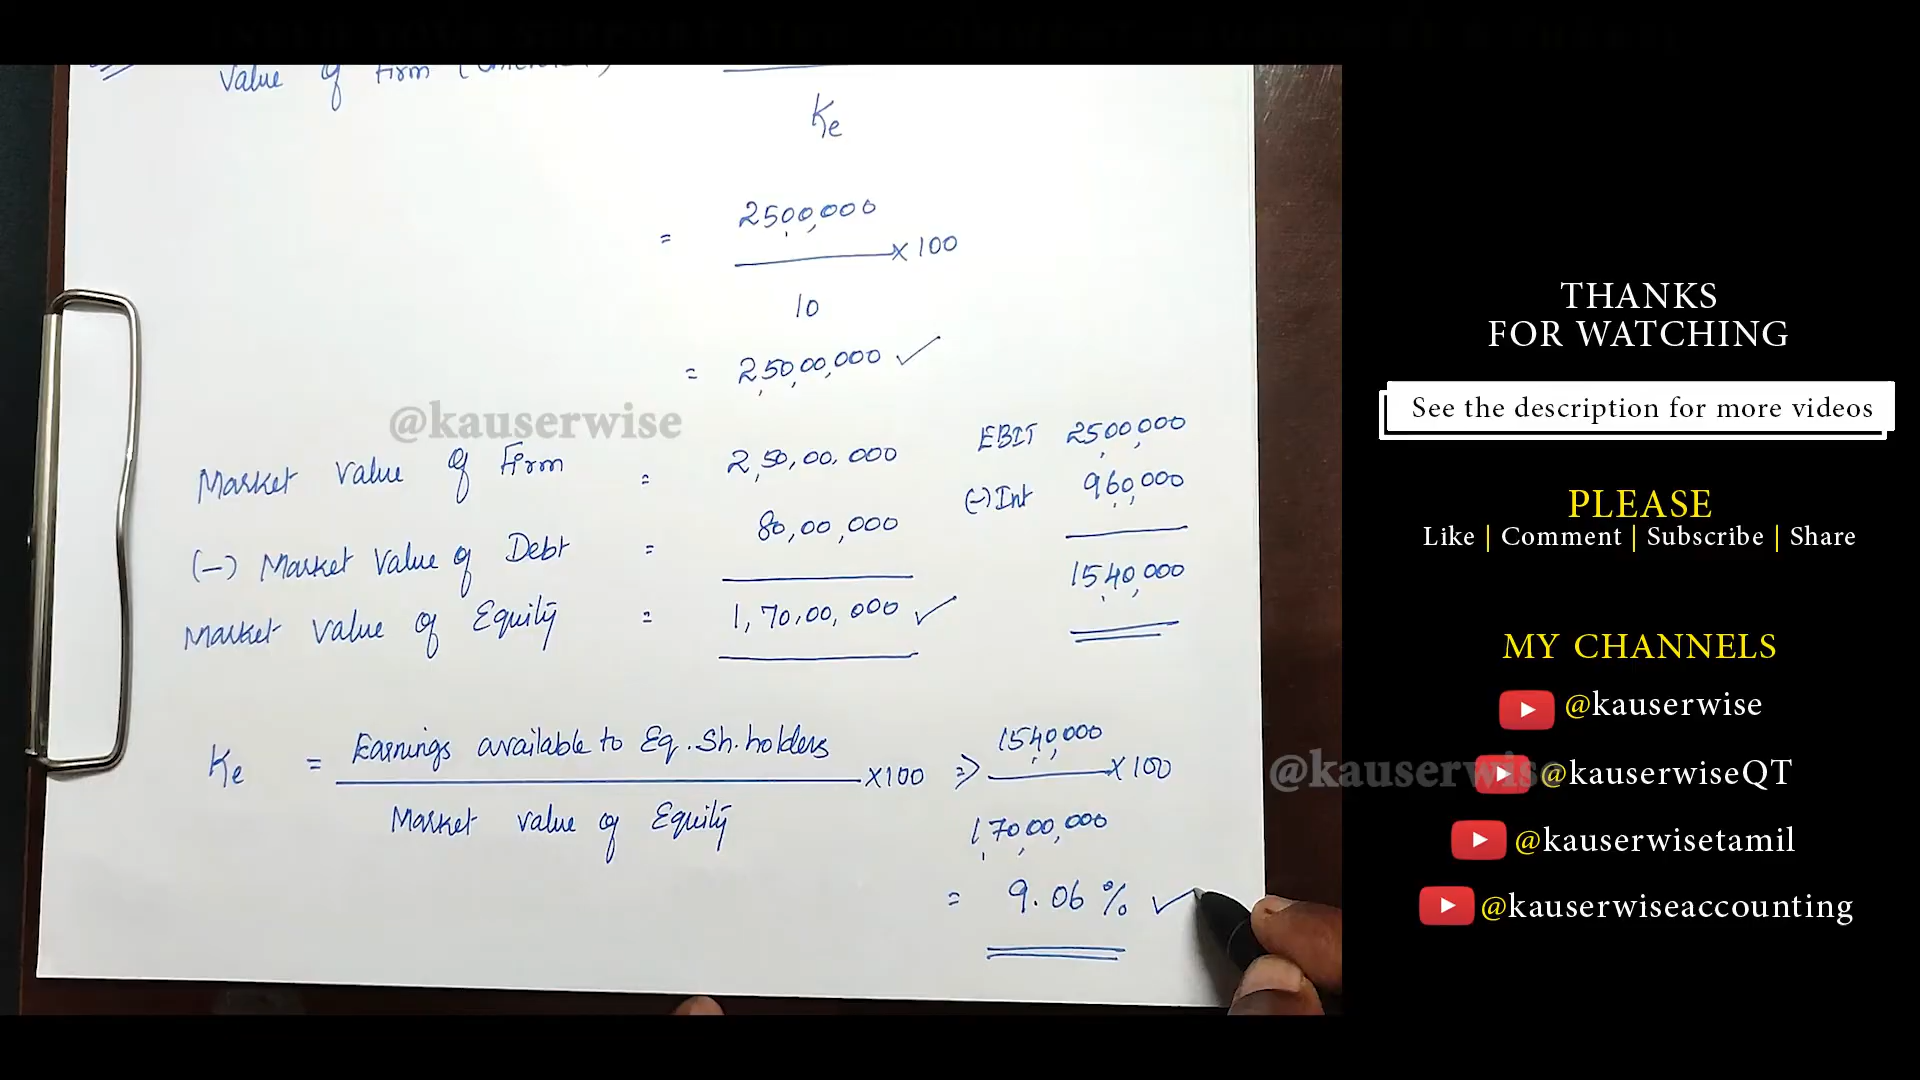 Value of Firm
Ke
= 2500,000 x 100
10
= 2,50,00,000 ✓
@kauserwise
Market Value of Firm = 2,50,00,000
(-) Market Value of Debt = 80,00,000
Market Value of Equity = 1,70,00,000 ✓
EBIT 2500,000
(-) Int 960,000
1540,000
Ke = Earnings available to Eq. Sh. holders x100 => 1540,000 x 100
Market value of Equity 1,70,00,000
= 9.06 % ✓
THANKS
FOR WATCHING
See the description for more videos
PLEASE
Like | Comment | Subscribe | Share
MY CHANNELS
@kauserwise
@kauserwise
@kauserwiseQT
@kauserwisetamil
@kauserwiseaccounting